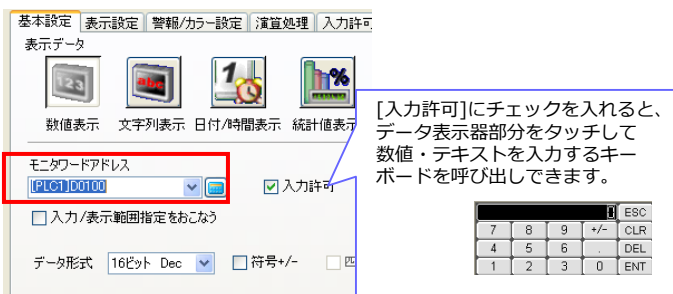 基本設定 表示設定 警報/カラー設定 演算処理 入力許可
表示データ
数値表示 文字列表示 日付/時間表示 統計値表示
モニタワードアドレス
[PLC1]D0100
入力許可
入力/表示範囲指定をおこなう
データ形式 16ビット Dec 符号+/-
[入力許可]にチェックを入れると、
データ表示器部分をタッチして
数値・テキストを入力するキー
ボードを呼び出しできます。
0 ESC
7 8 9 +/- CLR
4 5 6 . DEL
1 2 3 0 ENT